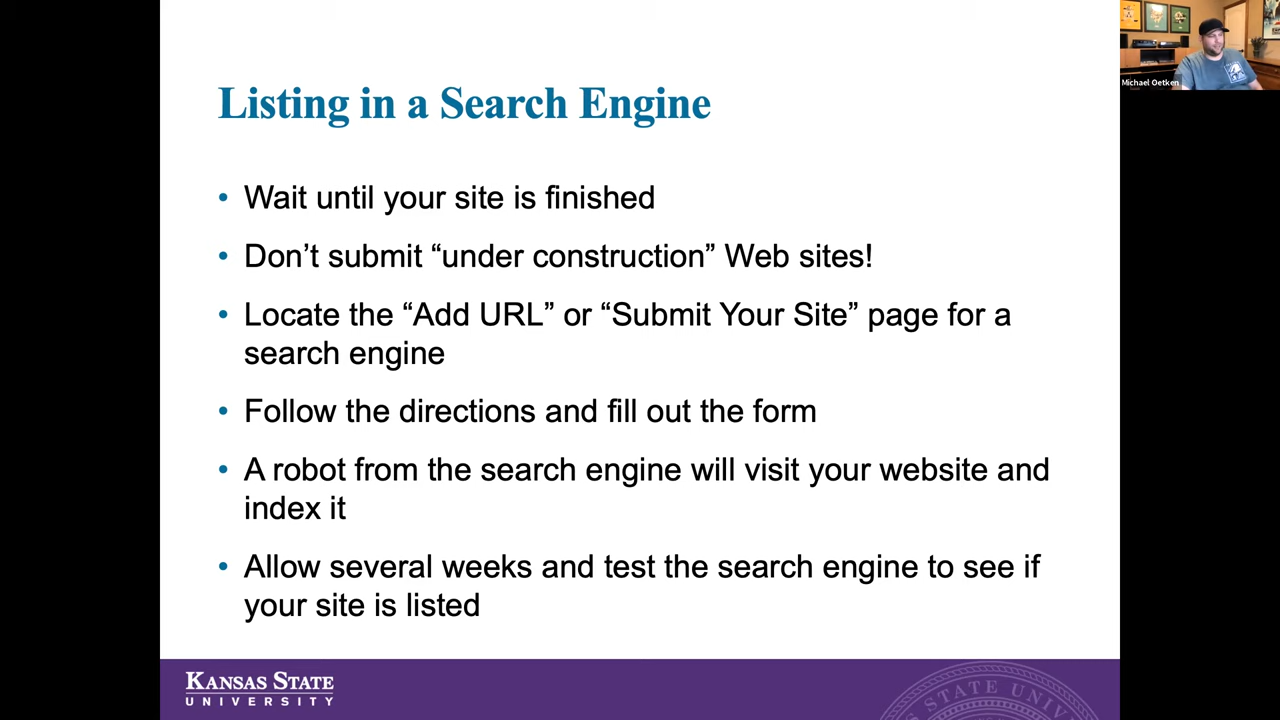 Listing in a Search Engine
• Wait until your site is finished
• Don’t submit “under construction” Web sites!
• Locate the “Add URL” or “Submit Your Site” page for a
search engine
• Follow the directions and fill out the form
• A robot from the search engine will visit your website and
index it
• Allow several weeks and test the search engine to see if
your site is listed
KANSAS STATE
UNIVERSITY
STATE UNIV
Michael Oetken